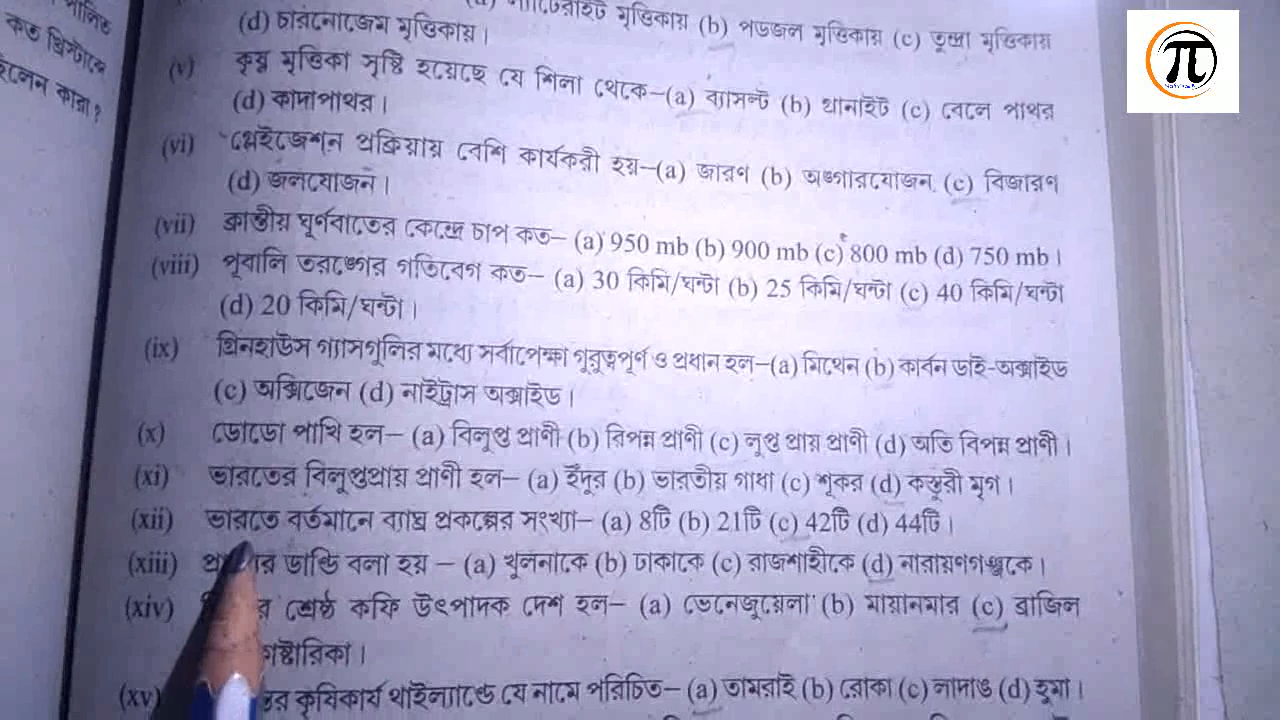 পালিত
কত খ্রিস্টাব্দে
ছিলেন কারা?
মৃত্তিকায় (b) পডজল মৃত্তিকায় (c) তুন্দ্রা মৃত্তিকায়
(d) চারনোজেম মৃত্তিকায়।
(v) কৃষ্ণ মৃত্তিকা সৃষ্টি হয়েছে যে শিলা থেকে–(a) ব্যাসল্ট (b) গ্রানাইট (c) বেলে পাথর
(d) কাদাপাথর।
(vi) গ্লেইজেশন প্রক্রিয়ায় বেশি কার্যকরী হয়–(a) জারণ (b) অঙ্গারযোজন (c) বিজারণ
(d) জলযোজন।
(vii) ক্রান্তীয় ঘূর্ণবাতের কেন্দ্রে চাপ কত– (a) 950 mb (b) 900 mb (c) 800 mb (d) 750 mb।
(viii) পূবালি তরঙ্গের গতিবেগ কত– (a) 30 কিমি/ঘন্টা (b) 25 কিমি/ঘন্টা (c) 40 কিমি/ঘন্টা
(d) 20 কিমি/ঘন্টা।
(ix) গ্রিনহাউস গ্যাসগুলির মধ্যে সর্বাপেক্ষা গুরুত্বপূর্ণ ও প্রধান হল–(a) মিথেন (b) কার্বন ডাই-অক্সাইড
(c) অক্সিজেন (d) নাইট্রাস অক্সাইড।
(x) ডোডো পাখি হল– (a) বিলুপ্ত প্রাণী (b) বিপন্ন প্রাণী (c) লুপ্ত প্রায় প্রাণী (d) অতি বিপন্ন প্রাণী।
(xi) ভারতের বিলুপ্তপ্রায় প্রাণী হল– (a) ইঁদুর (b) ভারতীয় গাধা (c) শূকর (d) কস্তুরী মৃগ।
(xii) ভারতে বর্তমানে ব্যাঘ্র প্রকল্পের সংখ্যা– (a) 8টি (b) 21টি (c) 42টি (d) 44টি।
(xiii) ডান্ডি বলা হয় – (a) খুলনাকে (b) ঢাকাকে (c) রাজশাহীকে (d) নারায়ণগঞ্জকে।
(xiv) শ্রেষ্ঠ কফি উৎপাদক দেশ হল– (a) ভেনেজুয়েলা (b) মায়ানমার (c) ব্রাজিল
(xv) কৃষিকার্য থাইল্যান্ডে যে নামে পরিচিত– (a) তামরাই (b) রোকা (c) লাদাঙ (d) হুমা।